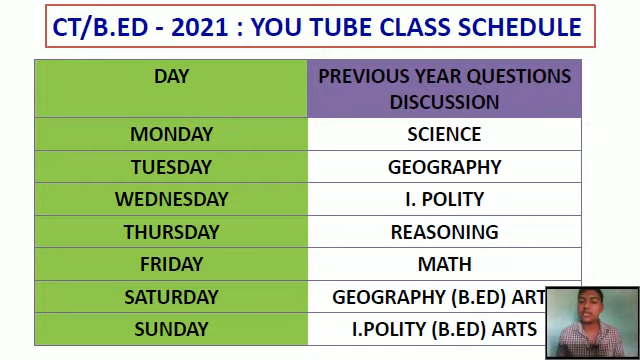 CT/B.ED - 2021 : YOU TUBE CLASS SCHEDULE
DAY PREVIOUS YEAR QUESTIONS
DISCUSSION
MONDAY SCIENCE
TUESDAY GEOGRAPHY
WEDNESDAY I. POLITY
THURSDAY REASONING
FRIDAY MATH
SATURDAY GEOGRAPHY (B.ED) ART
SUNDAY I.POLITY (B.ED) ARTS